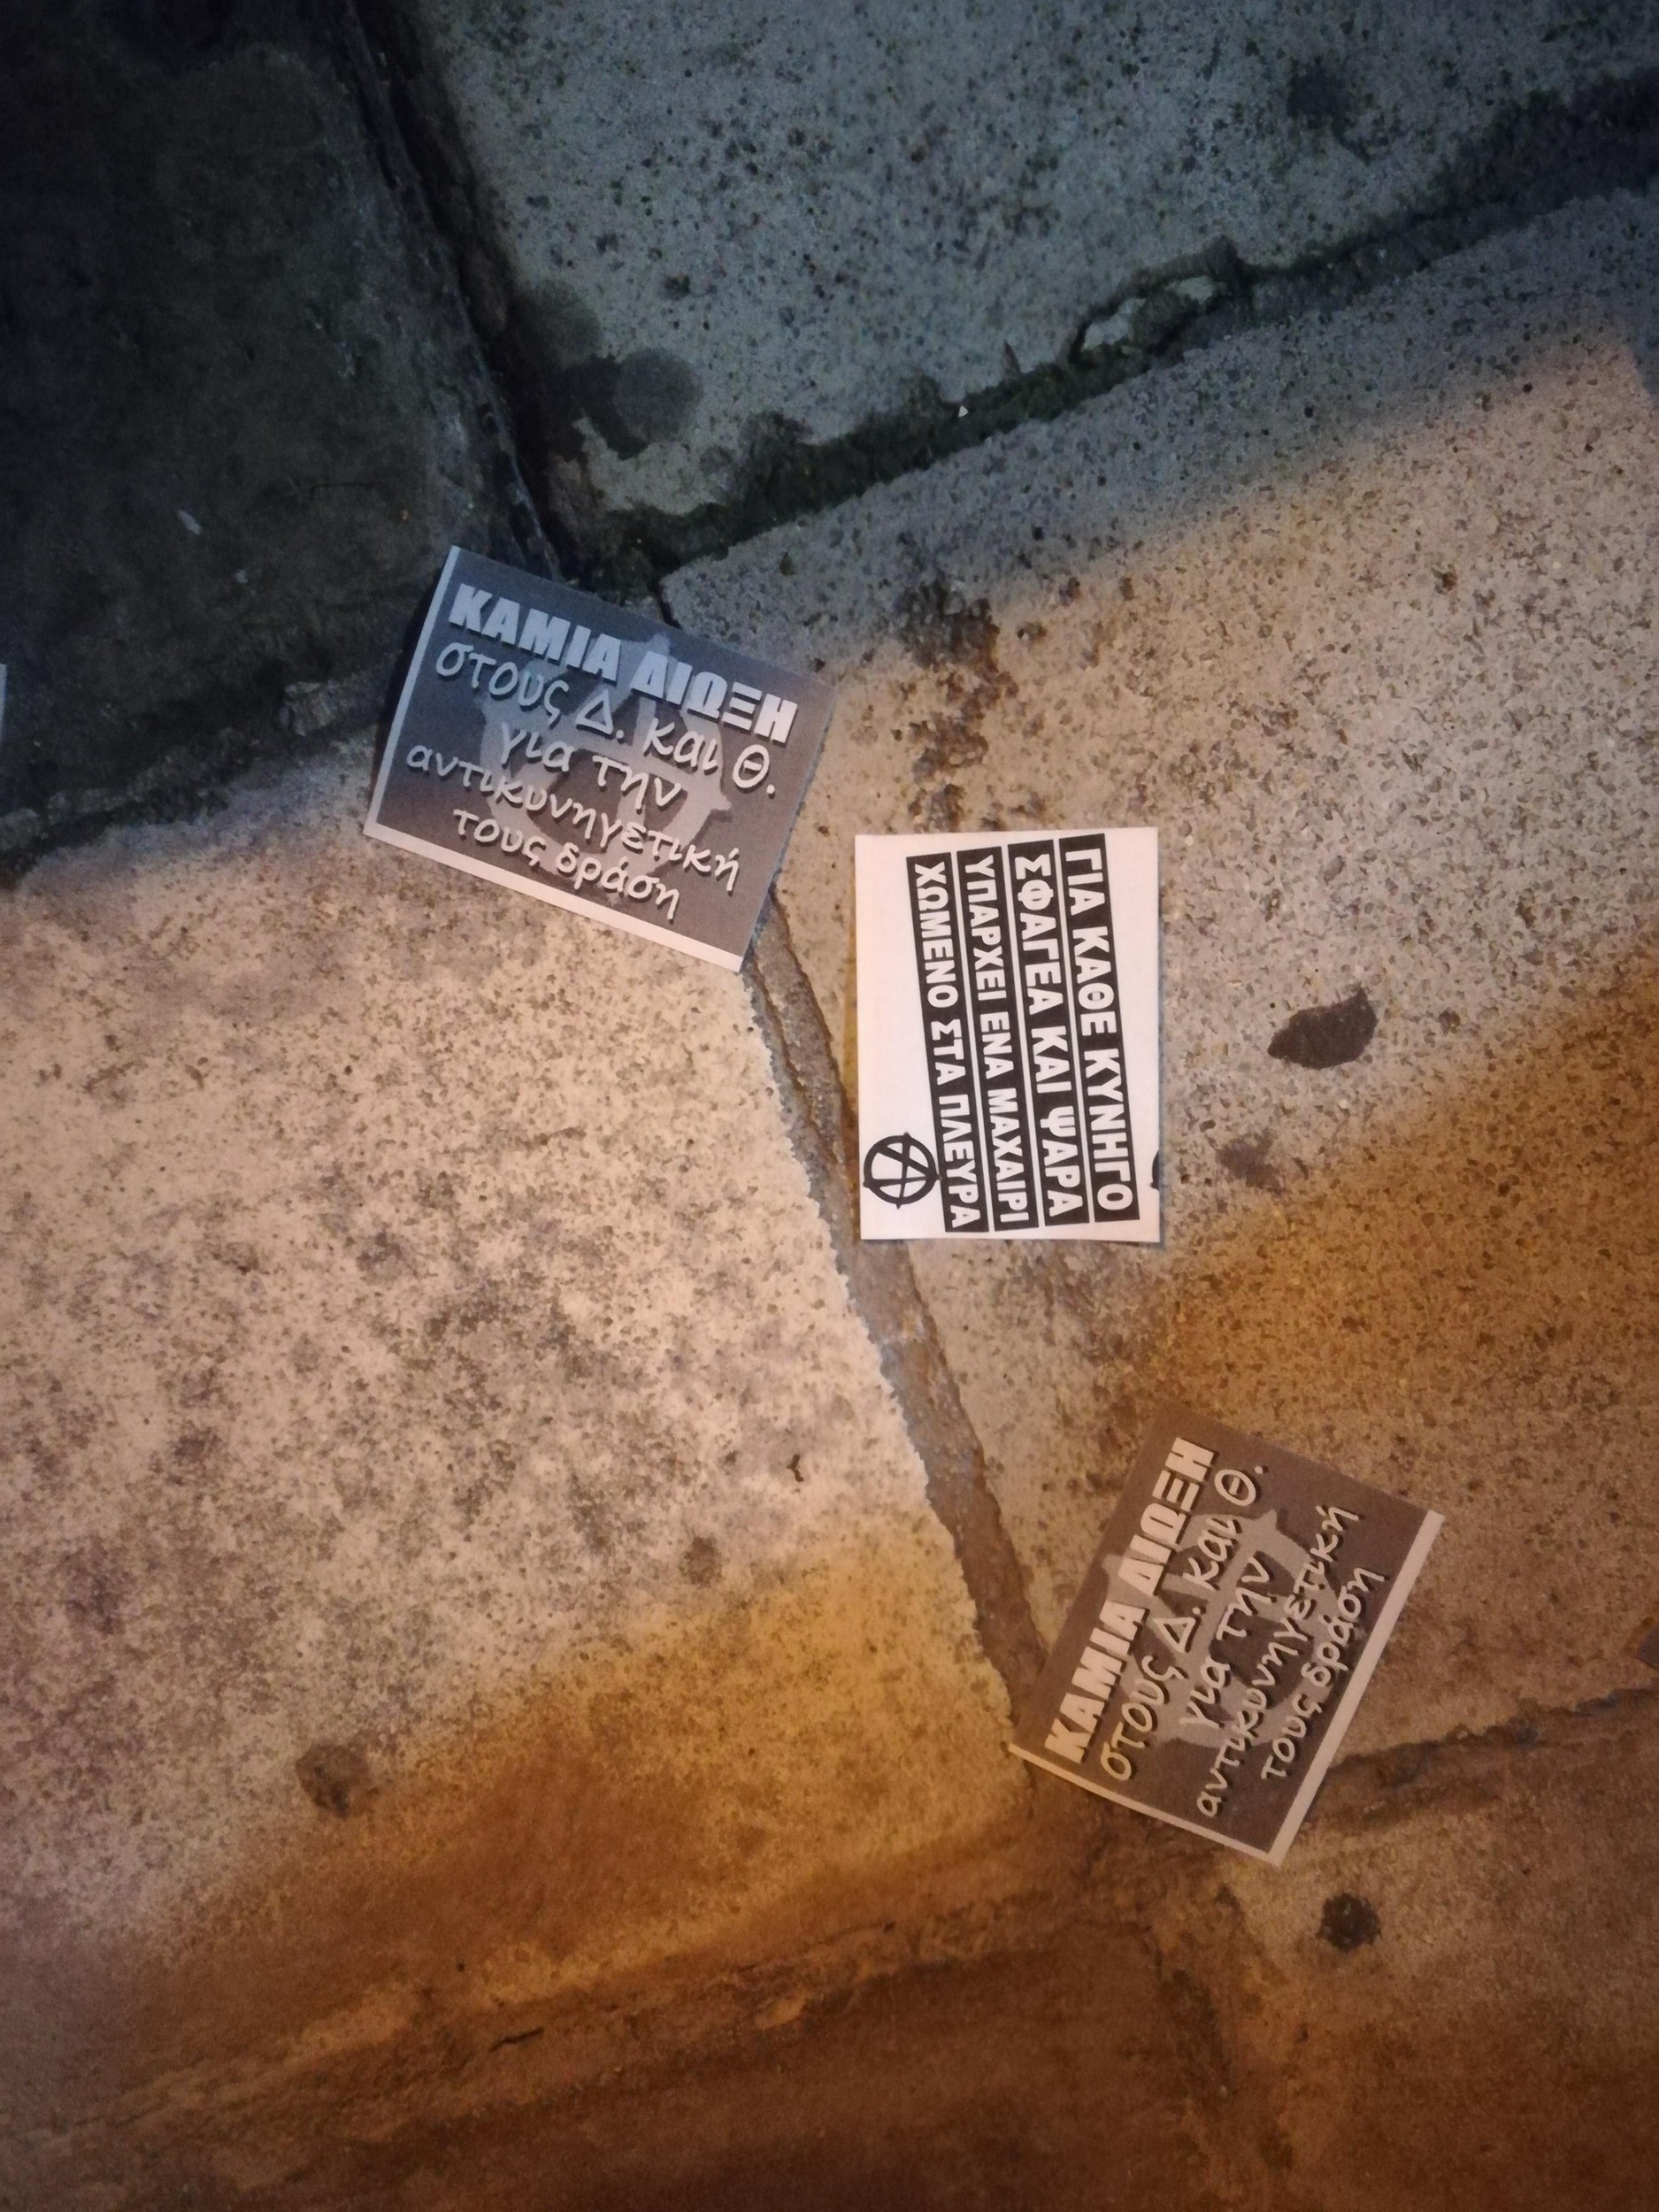 ΚΑΜΙΑ ΔΙΩΞΗ
στους Δ. και Θ.
για την
αντικυνηγετική
τους δράση
ΓΙΑ ΚΑΘΕ ΚΥΝΗΓΟ
ΣΦΑΓΕΑ ΚΑΙ ΨΑΡΑ
ΥΠΑΡΧΕΙ ΕΝΑ ΜΑΧΑΙΡΙ
ΧΩΜΕΝΟ ΣΤΑ ΠΛΕΥΡΑ
ΚΑΜΙΑ ΔΙΩΞΗ
στους Δ. και Θ.
για την
αντικυνηγετική
τους δράση